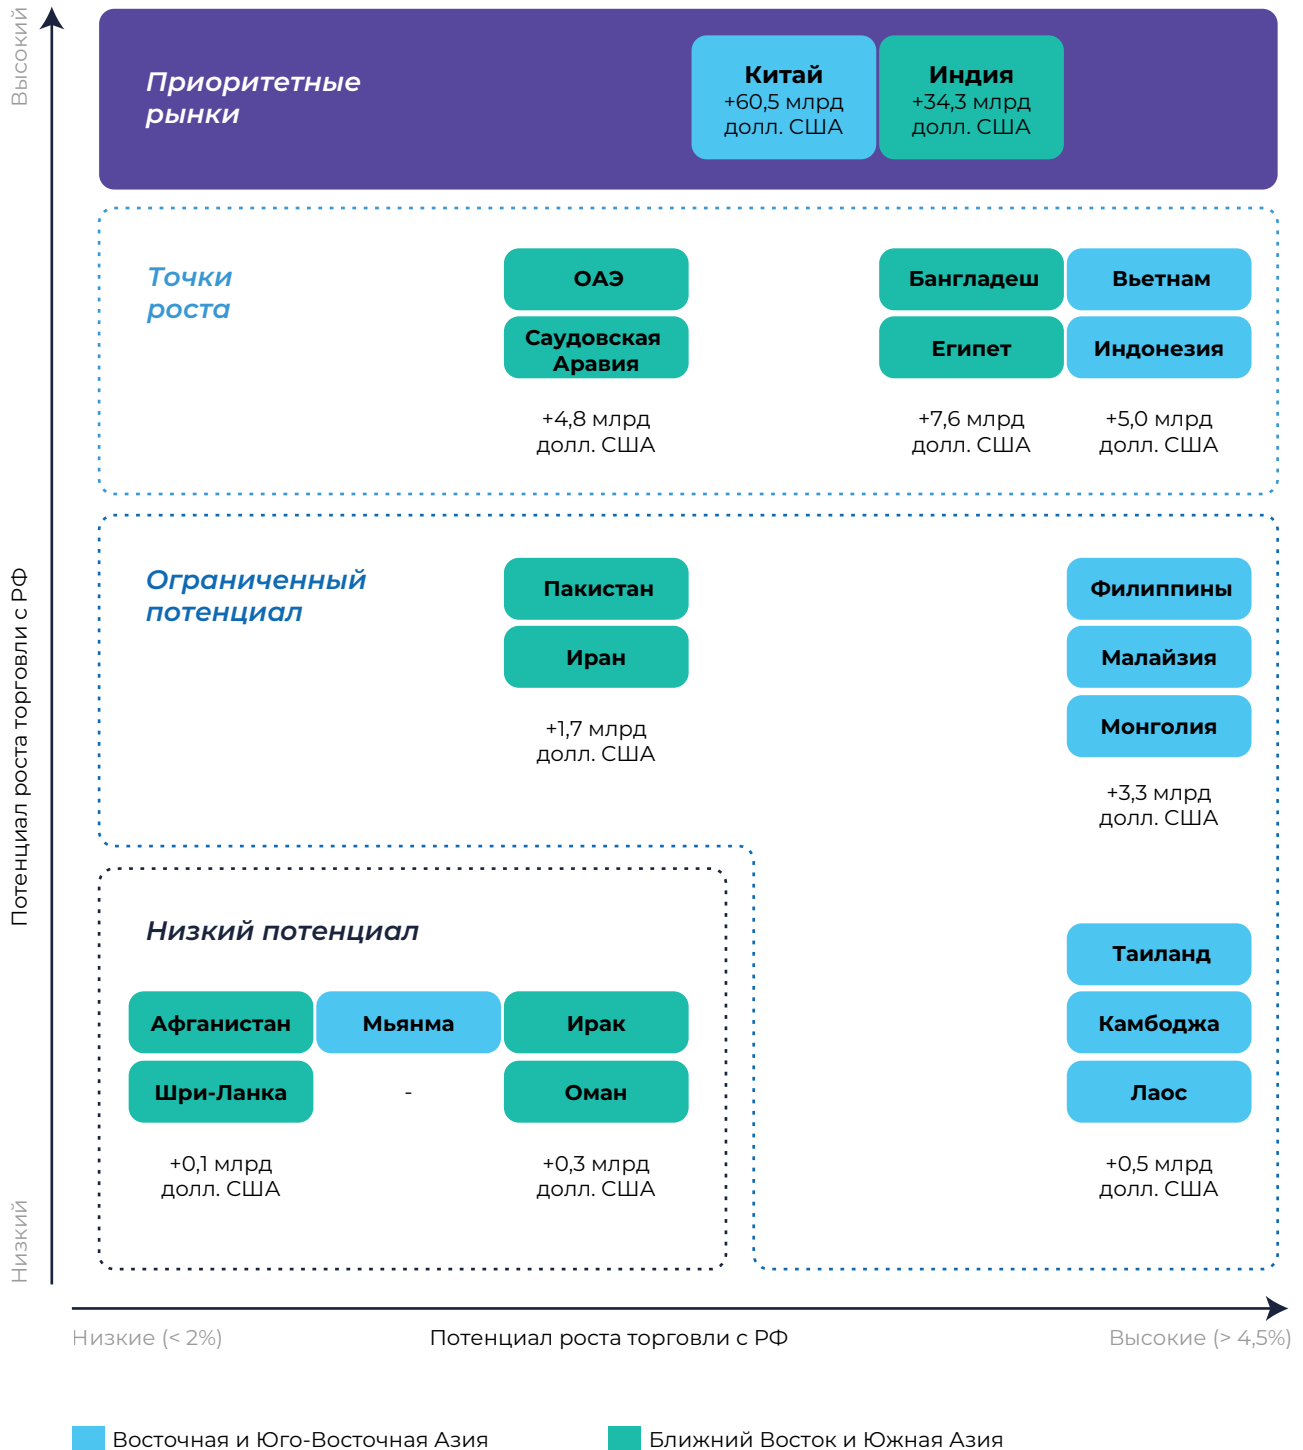 Высокий
Приоритетные
рынки
Китай
+60,5 млрд
долл. США
Индия
+34,3 млрд
долл. США
Точки
роста
ОАЭ
Саудовская
Аравия
+4,8 млрд
долл. США
Бангладеш
Египет
+7,6 млрд
долл. США
Вьетнам
Индонезия
+5,0 млрд
долл. США
Потенциал роста торговли с РФ
Ограниченный
потенциал
Пакистан
Иран
+1,7 млрд
долл. США
Филиппины
Малайзия
Монголия
+3,3 млрд
долл. США
Таиланд
Камбоджа
Лаос
+0,5 млрд
долл. США
Низкий потенциал
Афганистан
Шри-Ланка
+0,1 млрд
долл. США
Мьянма
-
Ирак
Оман
+0,3 млрд
долл. США
Низкий
Низкие (< 2%)
Потенциал роста торговли с РФ
Высокие (> 4,5%)
Восточная и Юго-Восточная Азия
Ближний Восток и Южная Азия